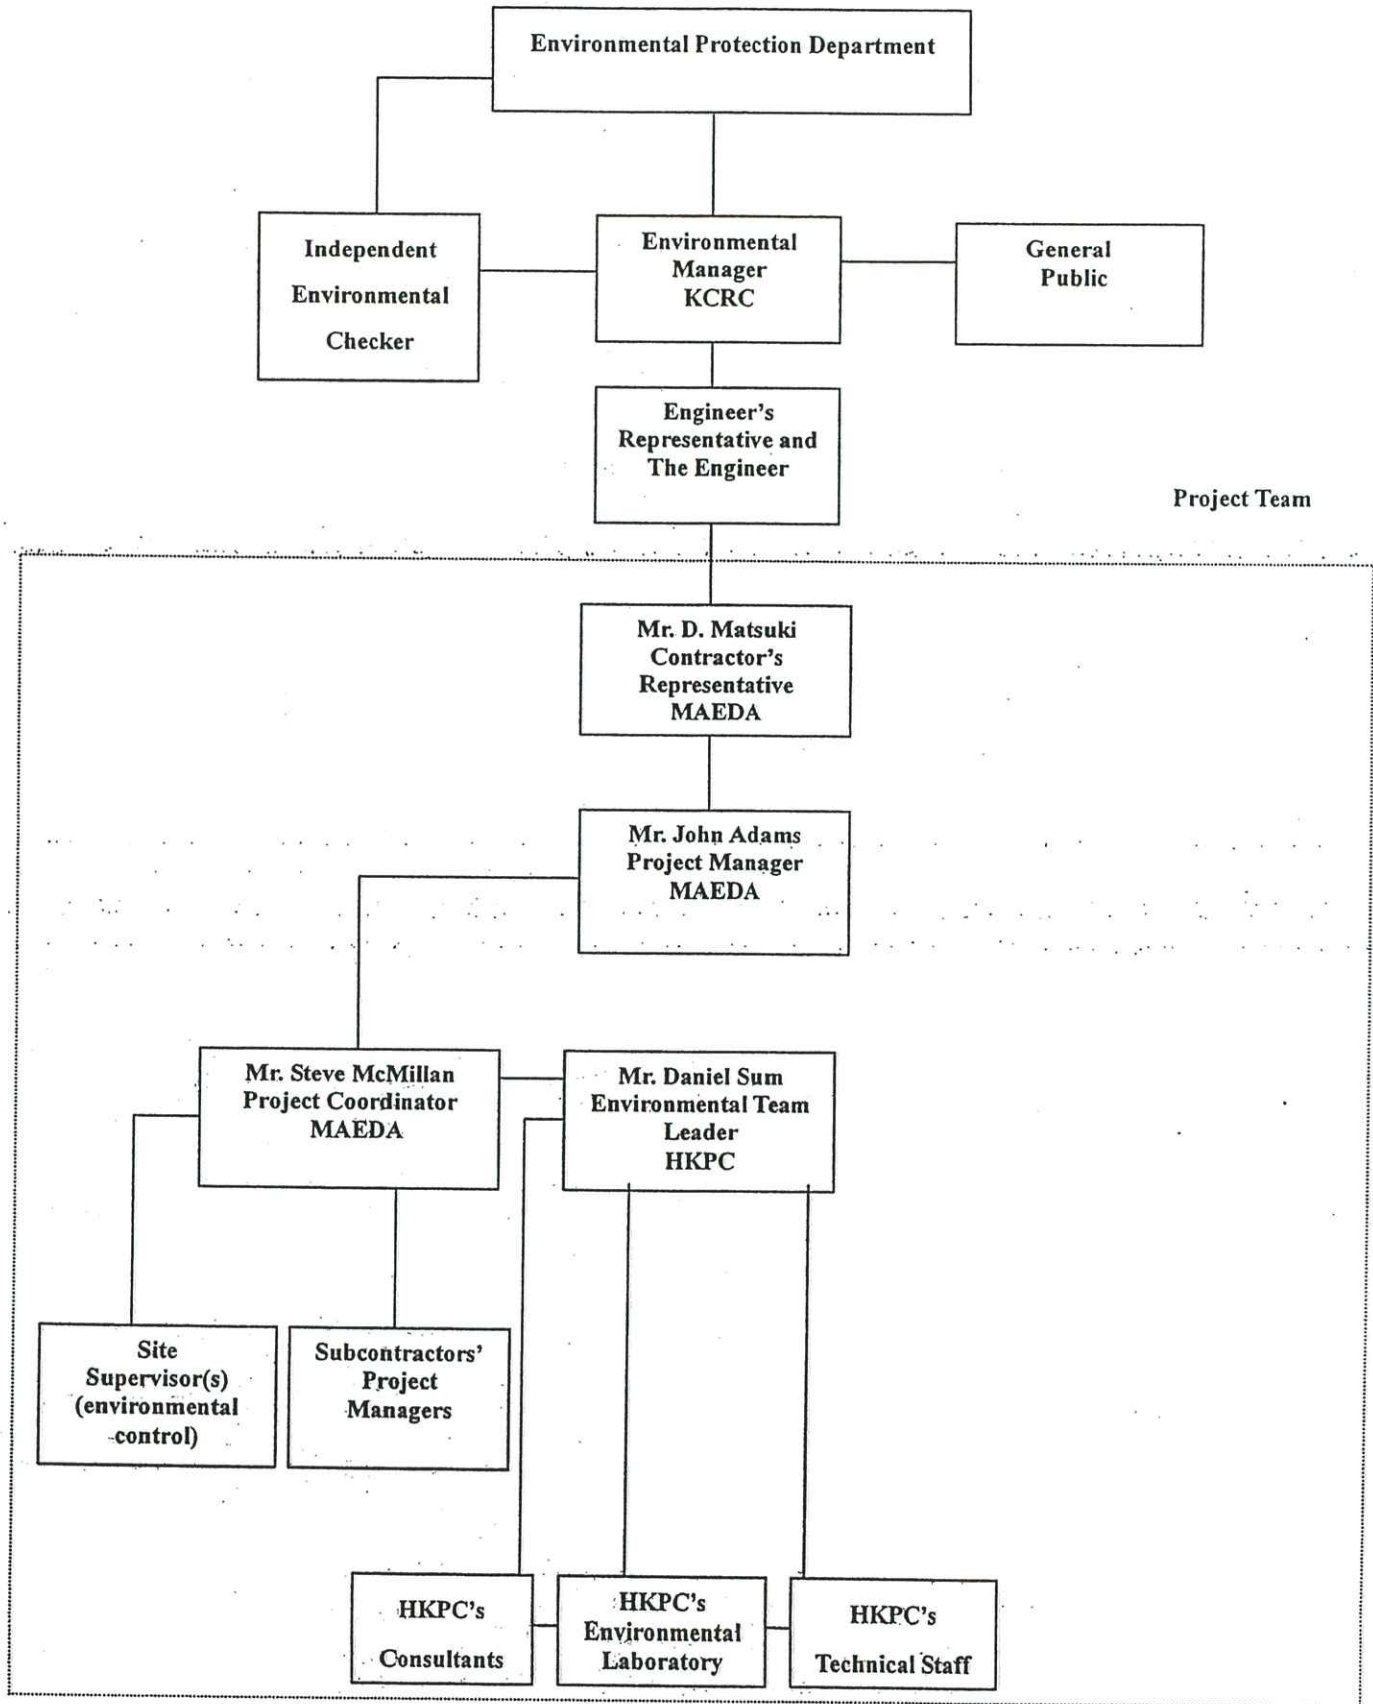 Environmental Protection Department
Independent
Environmental
Checker
Environmental
Manager
KCRC
General
Public
Engineer's
Representative and
The Engineer
Project Team
Mr. D. Matsuki
Contractor's
Representative
MAEDA
Mr. John Adams
Project Manager
MAEDA
Mr. Steve McMillan
Project Coordinator
MAEDA
Mr. Daniel Sum
Environmental Team
Leader
HKPC
Site
Supervisor(s)
(environmental
control)
Subcontractors'
Project
Managers
HKPC's
Consultants
HKPC's
Environmental
Laboratory
HKPC's
Technical Staff